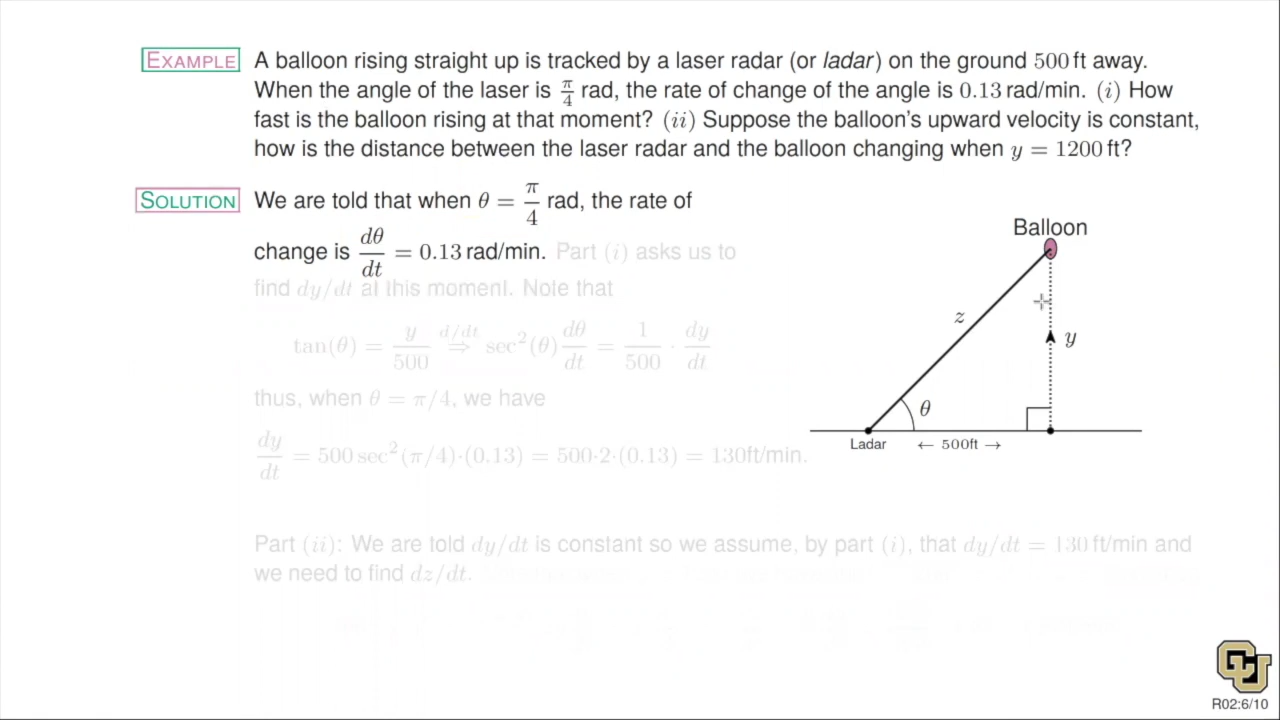 EXAMPLE A balloon rising straight up is tracked by a laser radar (or ladar) on the ground 500 ft away.
When the angle of the laser is π/4 rad, the rate of change of the angle is 0.13 rad/min. (i) How
fast is the balloon rising at that moment? (ii) Suppose the balloon's upward velocity is constant,
how is the distance between the laser radar and the balloon changing when y = 1200 ft?
SOLUTION We are told that when θ = π/4 rad, the rate of
change is dθ/dt = 0.13 rad/min. Part (i) asks us to
find dy/dt at this moment. Note that
tan(θ) = y/500 d/dt ⇒ sec²(θ) dθ/dt = 1/500 · dy/dt
thus, when θ = π/4, we have
dy/dt = 500 sec²(π/4)·(0.13) = 500·2·(0.13) = 130ft/min.
Part (ii): We are told dy/dt is constant so we assume, by part (i), that dy/dt = 130 ft/min and
we need to find dz/dt.
Balloon
z
y
θ
Ladar ← 500ft →
CU
R02:6/10